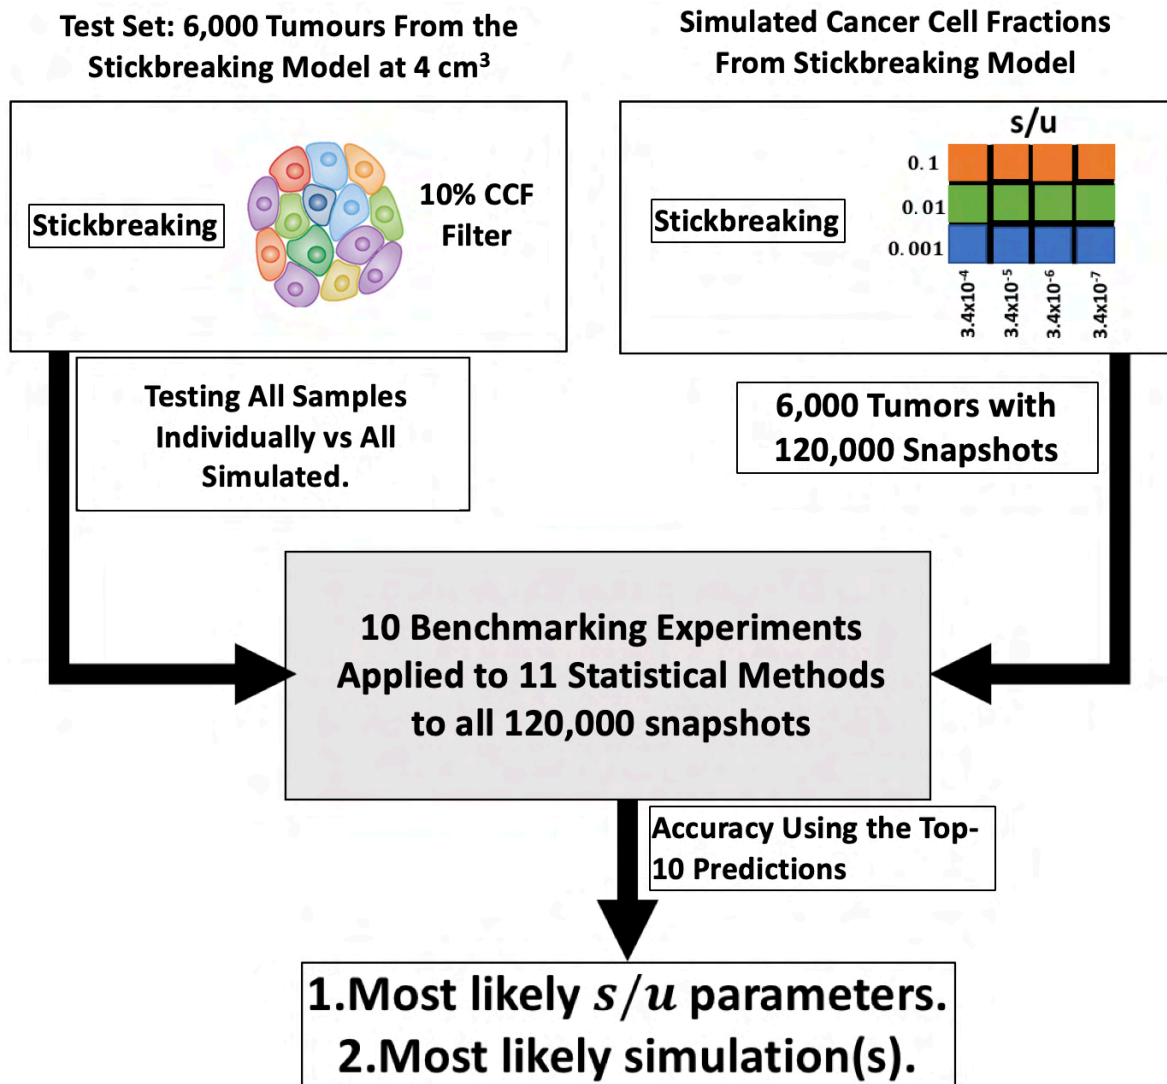 Test Set: 6,000 Tumours From the
Stickbreaking Model at 4 cm³
Stickbreaking
10% CCF
Filter
Simulated Cancer Cell Fractions
From Stickbreaking Model
Stickbreaking
s/u
0.1
0.01
0.001
3.4x10⁻⁴
3.4x10⁻⁵
3.4x10⁻⁶
3.4x10⁻⁷
Testing All Samples
Individually vs All
Simulated.
6,000 Tumors with
120,000 Snapshots
10 Benchmarking Experiments
Applied to 11 Statistical Methods
to all 120,000 snapshots
Accuracy Using the Top-
10 Predictions
1.Most likely s/u parameters.
2.Most likely simulation(s).